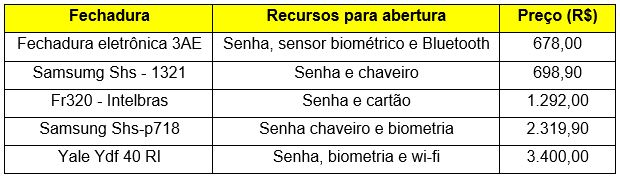 Fechadura Recursos para abertura Preço (R$)
Fechadura eletrônica 3AE Senha, sensor biométrico e Bluetooth 678,00
Samsumg Shs - 1321 Senha e chaveiro 698,90
Fr320 - Intelbras Senha e cartão 1.292,00
Samsung Shs-p718 Senha chaveiro e biometria 2.319,90
Yale Ydf 40 Rl Senha, biometria e wi-fi 3.400,00